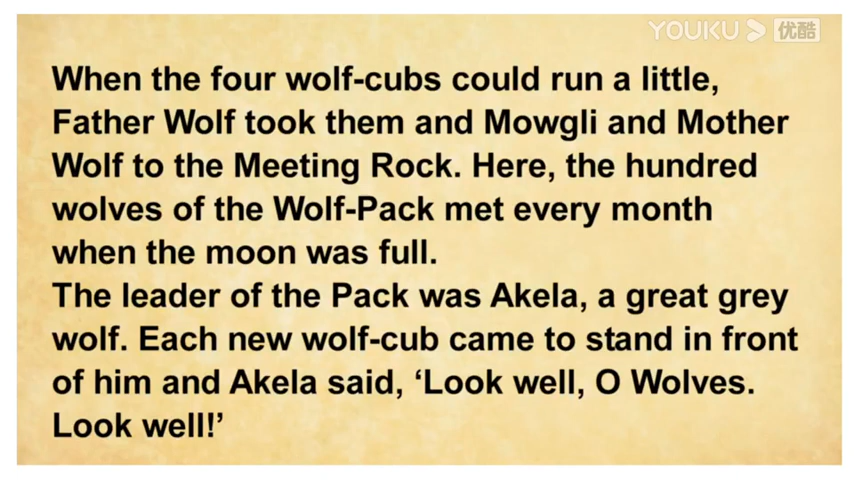 YOUKU 优酷
When the four wolf-cubs could run a little,
Father Wolf took them and Mowgli and Mother
Wolf to the Meeting Rock. Here, the hundred
wolves of the Wolf-Pack met every month
when the moon was full.
The leader of the Pack was Akela, a great grey
wolf. Each new wolf-cub came to stand in front
of him and Akela said, ‘Look well, O Wolves.
Look well!’